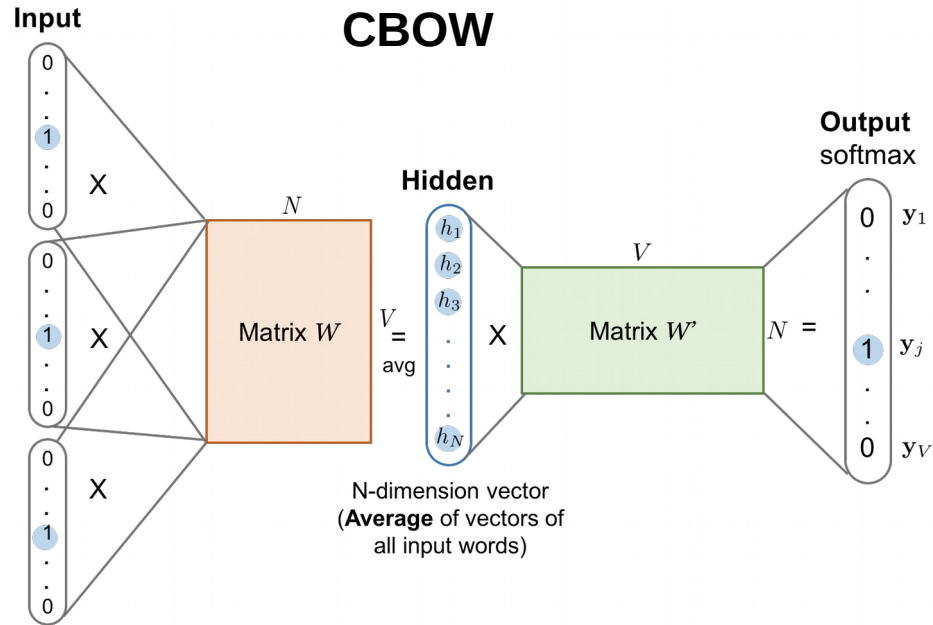 CBOW
Input
0
.
.
1
.
.
0
X
0
.
.
1
.
.
0
X
0
.
.
1
.
.
0
X
N
Matrix W
V
=
avg
Hidden
h1
h2
h3
.
.
.
.
hN
N-dimension vector
(Average of vectors of
all input words)
X
V
Matrix W’
N =
Output
softmax
0 y1
.
.
1 yj
.
.
0 yV